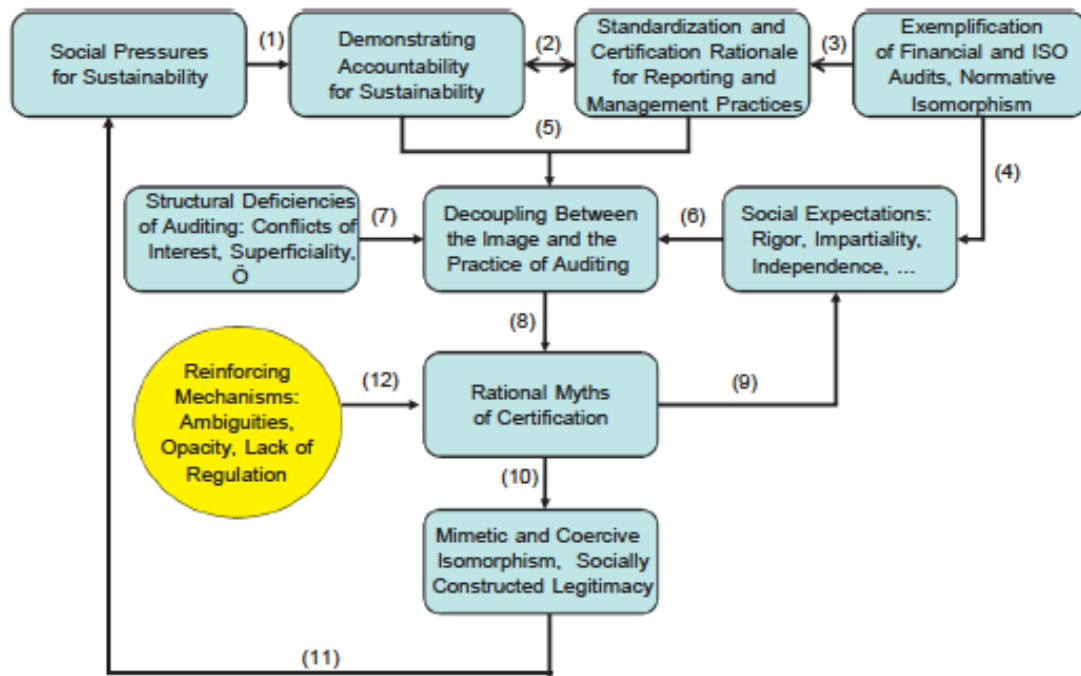 Social Pressures
for Sustainability
(1)
Demonstrating
Accountability
for Sustainability
(2)
Standardization and
Certification Rationale
for Reporting and
Management Practices
(3)
Exemplification
of Financial and ISO
Audits, Normative
Isomorphism
(5)
(4)
Structural Deficiencies
of Auditing: Conflicts of
Interest, Superficiality,
Ö
(7)
Decoupling Between
the Image and the
Practice of Auditing
(6)
Social Expectations:
Rigor, Impartiality,
Independence, ...
(8)
Reinforcing
Mechanisms:
Ambiguities,
Opacity, Lack of
Regulation
(12)
Rational Myths
of Certification
(9)
(10)
Mimetic and Coercive
Isomorphism, Socially
Constructed Legitimacy
(11)